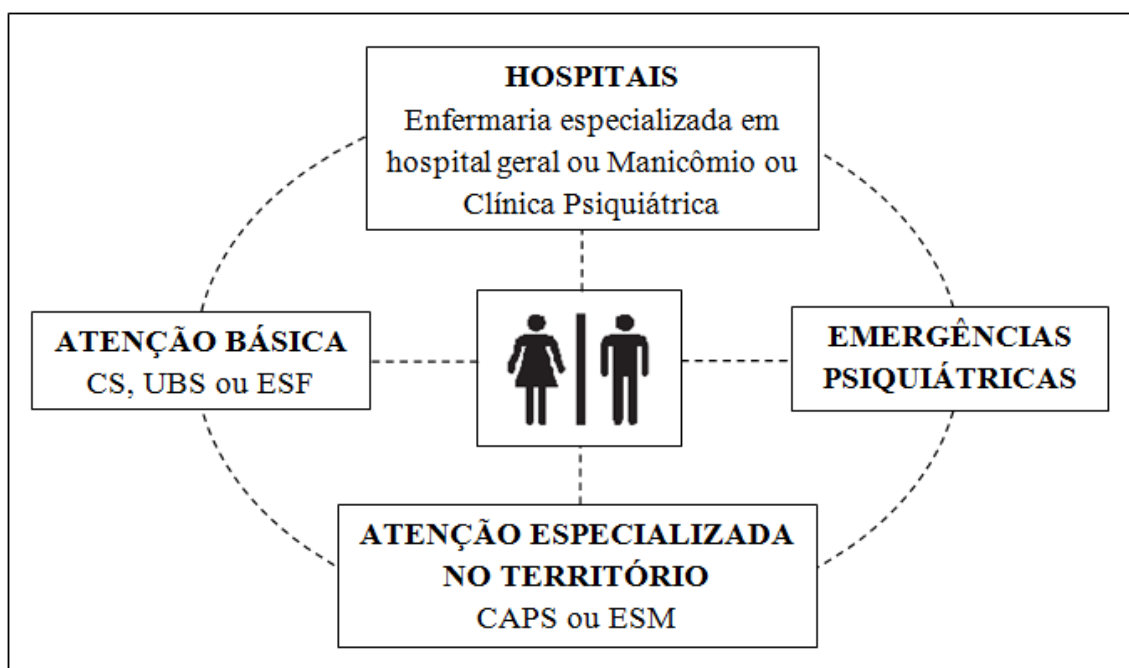 HOSPITAIS
Enfermaria especializada em
hospital geral ou Manicômio ou
Clínica Psiquiátrica
ATENÇÃO BÁSICA
CS, UBS ou ESF
EMERGÊNCIAS
PSIQUIÁTRICAS
ATENÇÃO ESPECIALIZADA
NO TERRITÓRIO
CAPS ou ESM